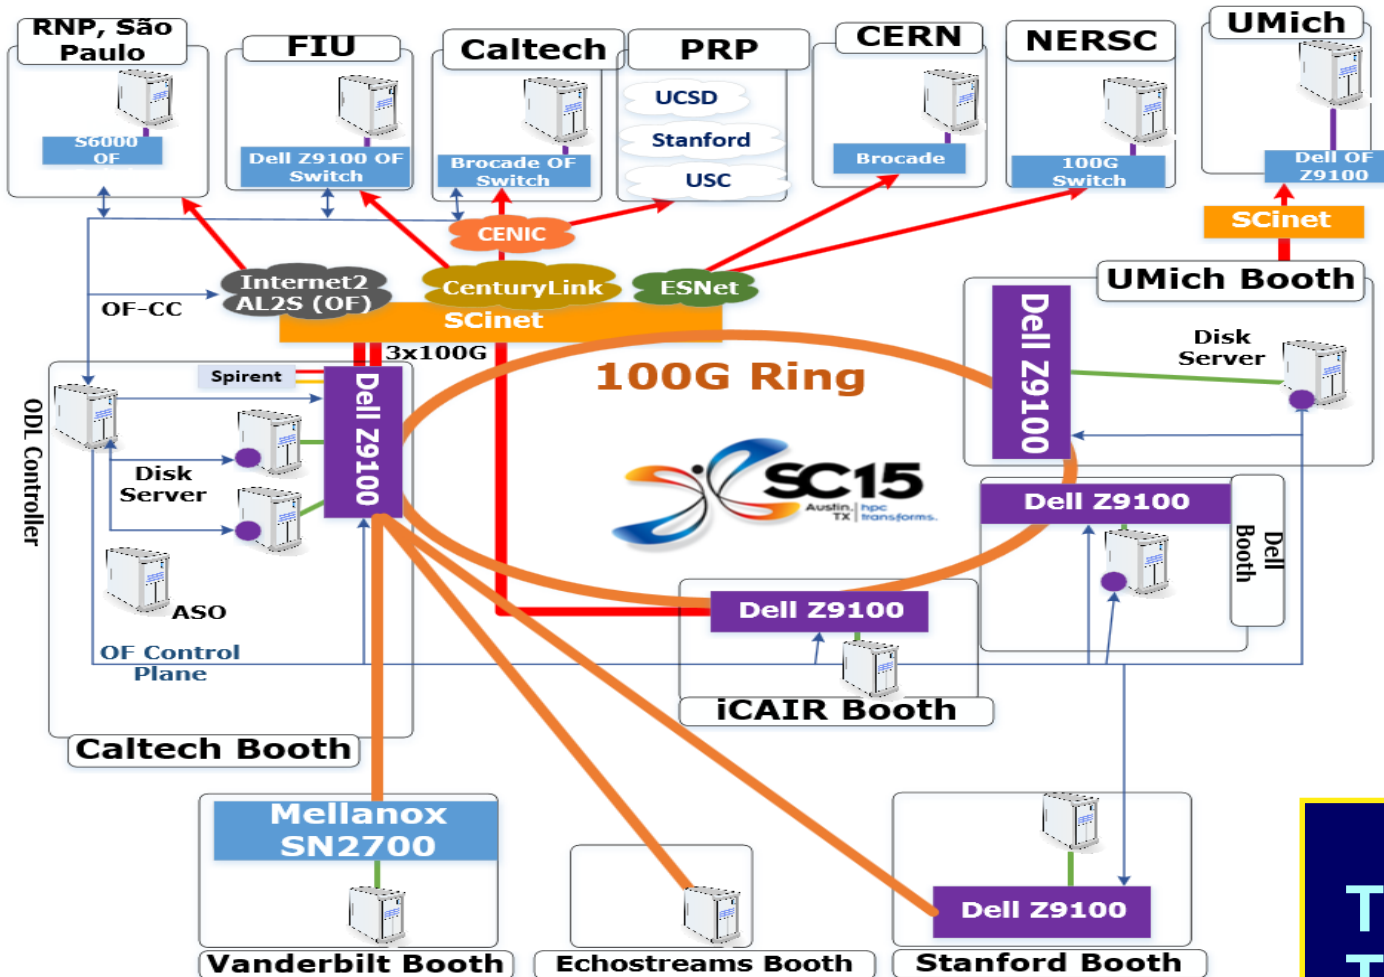 RNP, São
Paulo
FIU
Caltech
PRP
CERN
NERSC
UMich
UCSD
Stanford
USC
S6000
OF
Dell Z9100 OF
Switch
Brocade OF
Switch
Brocade
100G
Switch
Dell OF
Z9100
SCinet
CENIC
Internet2
AL2S (OF)
CenturyLink
ESNet
OF-CC
SCinet
3x100G
UMich Booth
Dell Z9100
Disk
Server
100G Ring
Spirent
Dell Z9100
ODL Controller
Disk
Server
ASO
OF Control
Plane
Caltech Booth
SC15
Austin,
TX
hpc
transforms.
Dell Z9100
Dell
Booth
Dell Z9100
iCAIR Booth
Mellanox
SN2700
Vanderbilt Booth
Echostreams Booth
Dell Z9100
Stanford Booth
T